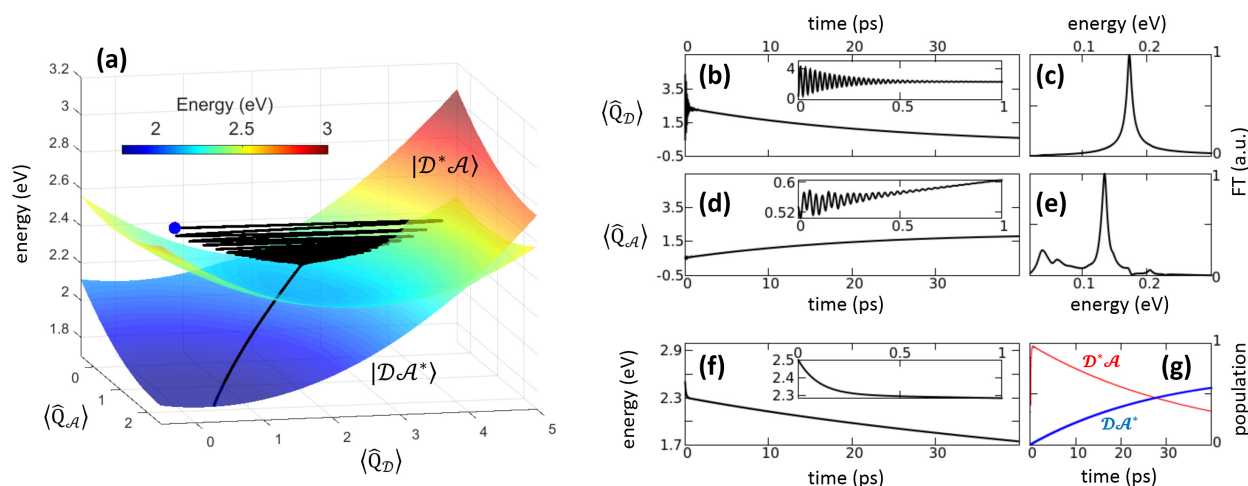 (a)
Energy (eV)
2 2.5 3
energy (eV)
3.2
3
2.8
2.6
2.4
2.2
2
1.8
|𝒟*𝒜⟩
|𝒟𝒜*⟩
0 1 2
⟨Q̂𝒜⟩
0 1 2 3 4 5
⟨Q̂𝒟⟩
time (ps)
0 10 20 30
energy (eV)
0.1 0.2
(b)
⟨Q̂𝒟⟩
3.5
1.5
-0.5
4
0
0 0.5 1
(c)
1
0
FT (a.u.)
(d)
⟨Q̂𝒜⟩
3.5
1.5
-0.5
0.6
0.52
0 0.5 1
(e)
1
0
0 10 20 30
time (ps)
0.1 0.2
energy (eV)
(f)
energy (eV)
2.9
2.3
1.7
0 0.5 1
2.5
2.4
2.3
0 10 20 30
time (ps)
(g)
𝒟*𝒜
𝒟𝒜*
1
0
population
0 10 20 30
time (ps)